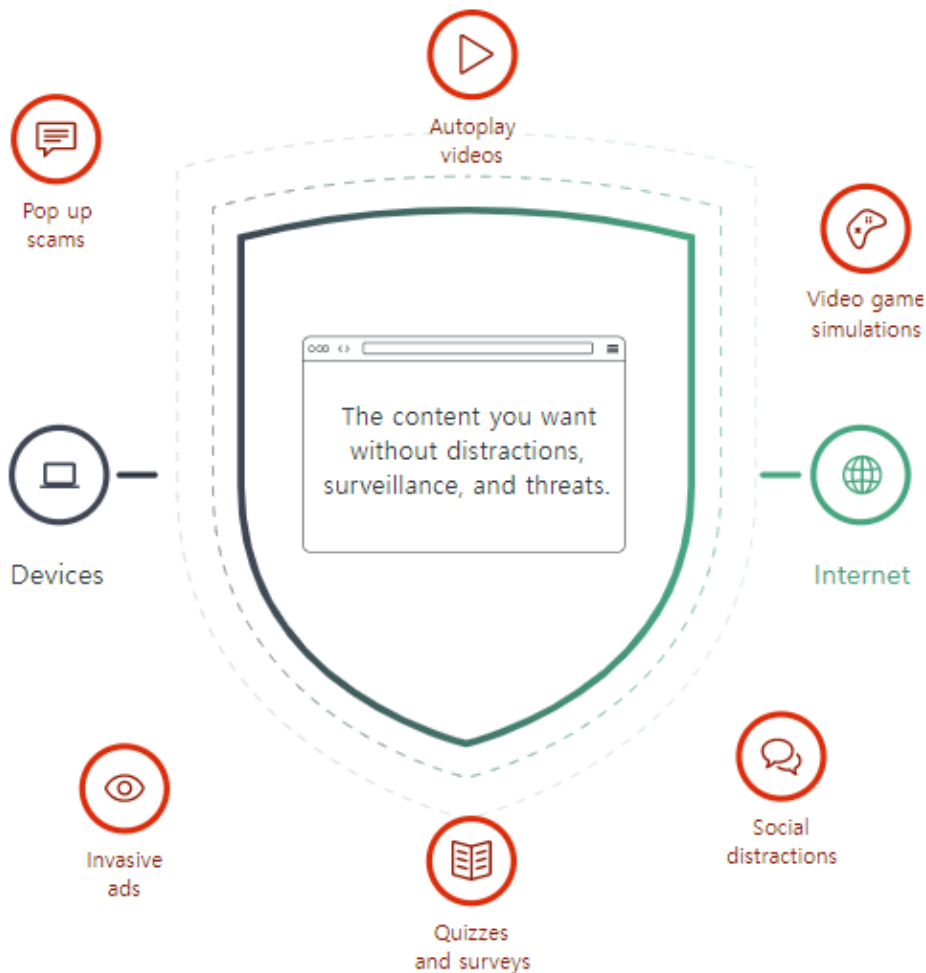 Autoplay
videos
Pop up
scams
Video game
simulations
The content you want
without distractions,
surveillance, and threats.
Devices
Internet
Social
distractions
Invasive
ads
Quizzes
and surveys